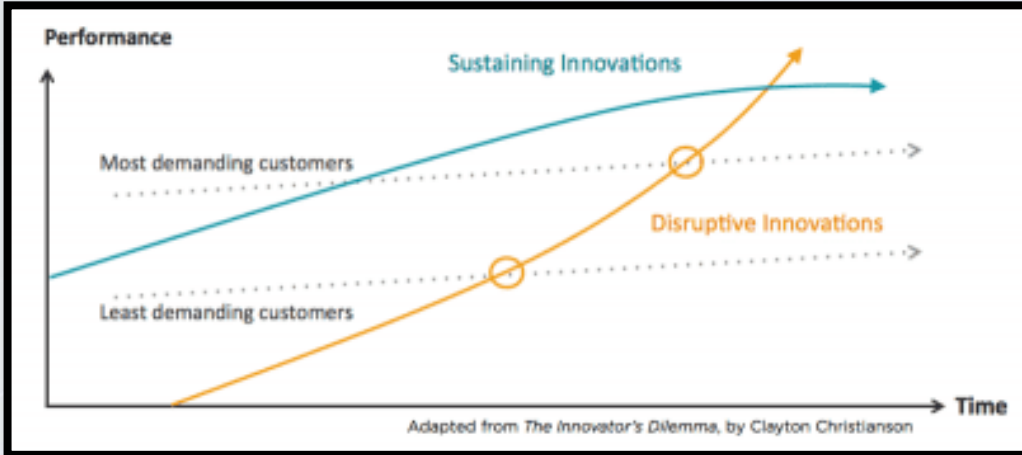 Performance
Sustaining Innovations
Most demanding customers
Disruptive Innovations
Least demanding customers
Time
Adapted from The Innovator's Dilemma, by Clayton Christianson